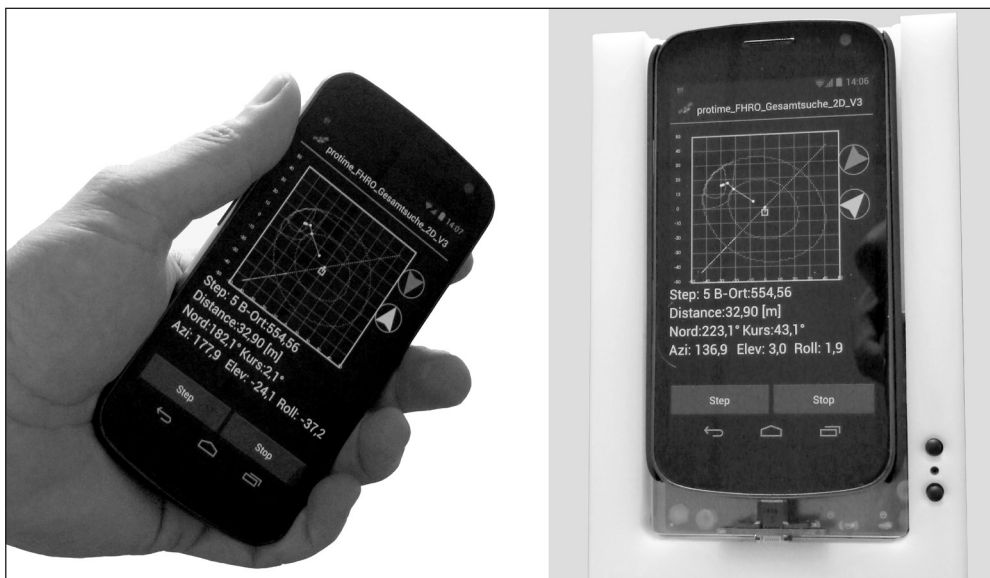 14:07
protime_FHRO_Gesamtsuche_2D_V3
Step: 5 B-Ort:554,56
Distance:32,90 [m]
Nord:182,1° Kurs:2,1°
Azi: 177,9 Elev: -24,1 Roll: -37,2
Step
Stop
14:06
protime_FHRO_Gesamtsuche_2D_V3
Step: 5 B-Ort:554,56
Distance:32,90 [m]
Nord:223,1° Kurs:43,1°
Azi: 136,9 Elev: 3,0 Roll: 1,9
Step Stop